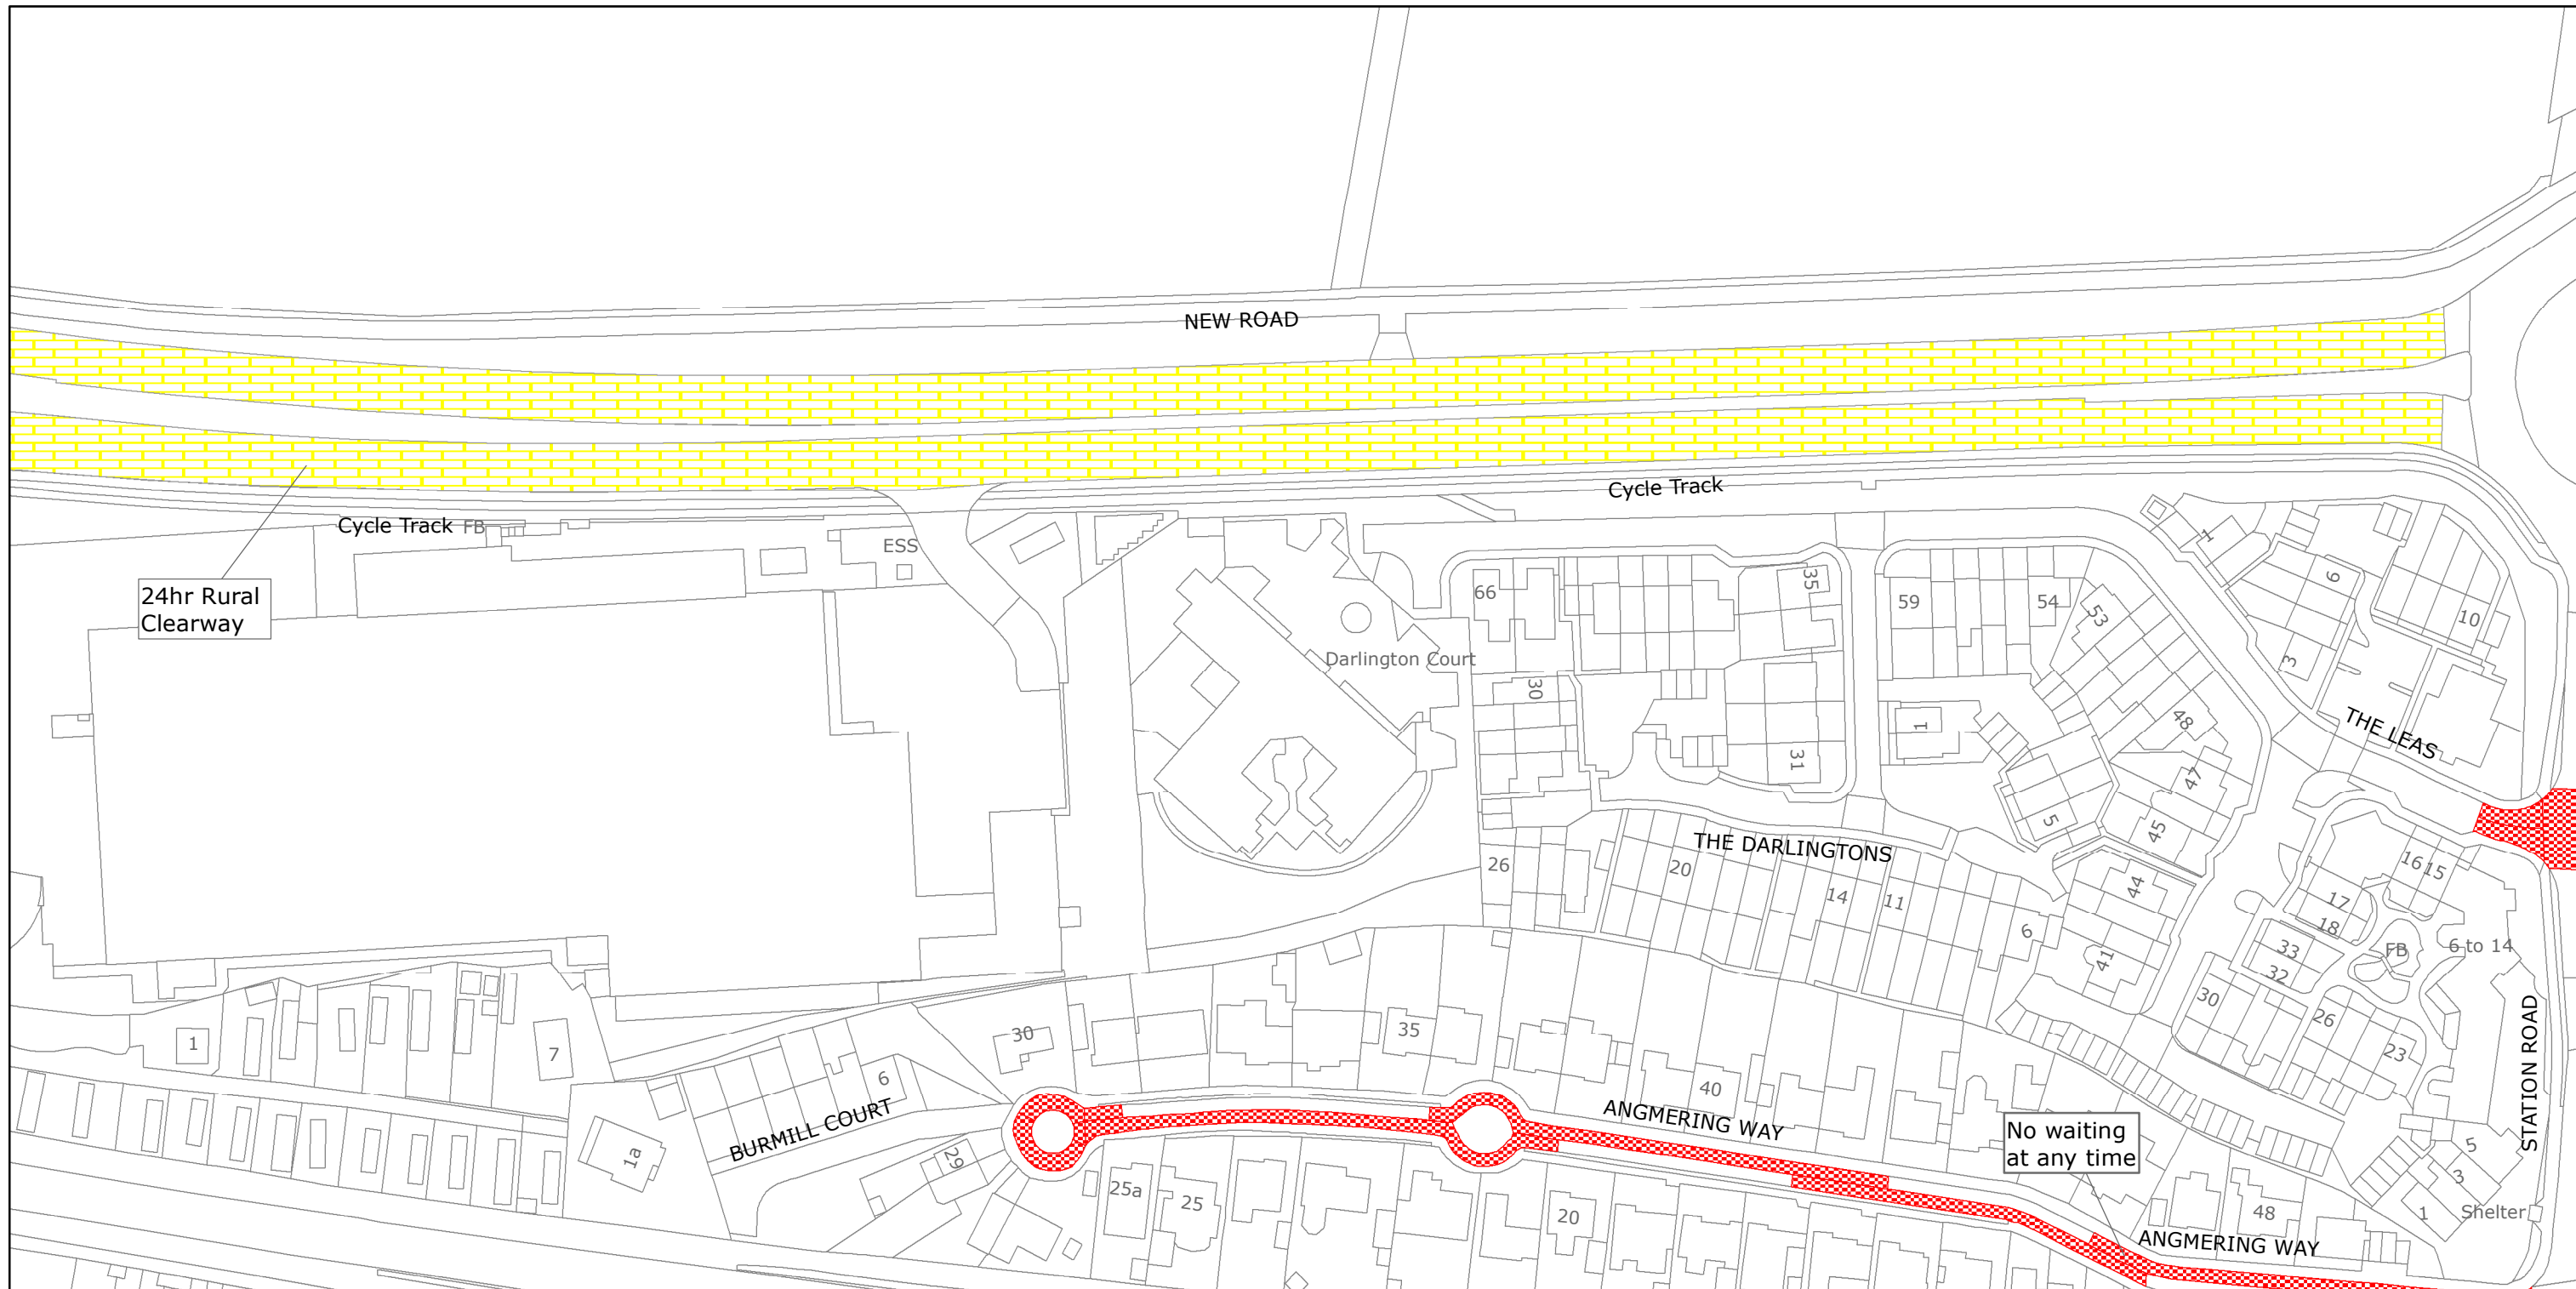 NEW ROAD
Cycle Track
Cycle Track
FB
ESS
24hr Rural
Clearway
Darlington Court
66
35
59
54
53
1
6
10
3
30
31
1
48
47
5
45
THE LEAS
THE DARLINGTONS
26
20
14
11
6
44
41
16
15
17
18
33
32
FB
6 to 14
30
26
23
STATION ROAD
1
7
30
35
40
6
BURMILL COURT
1a
29
25a
25
20
ANGMERING WAY
No waiting
at any time
48
5
3
1
Shelter
ANGMERING WAY